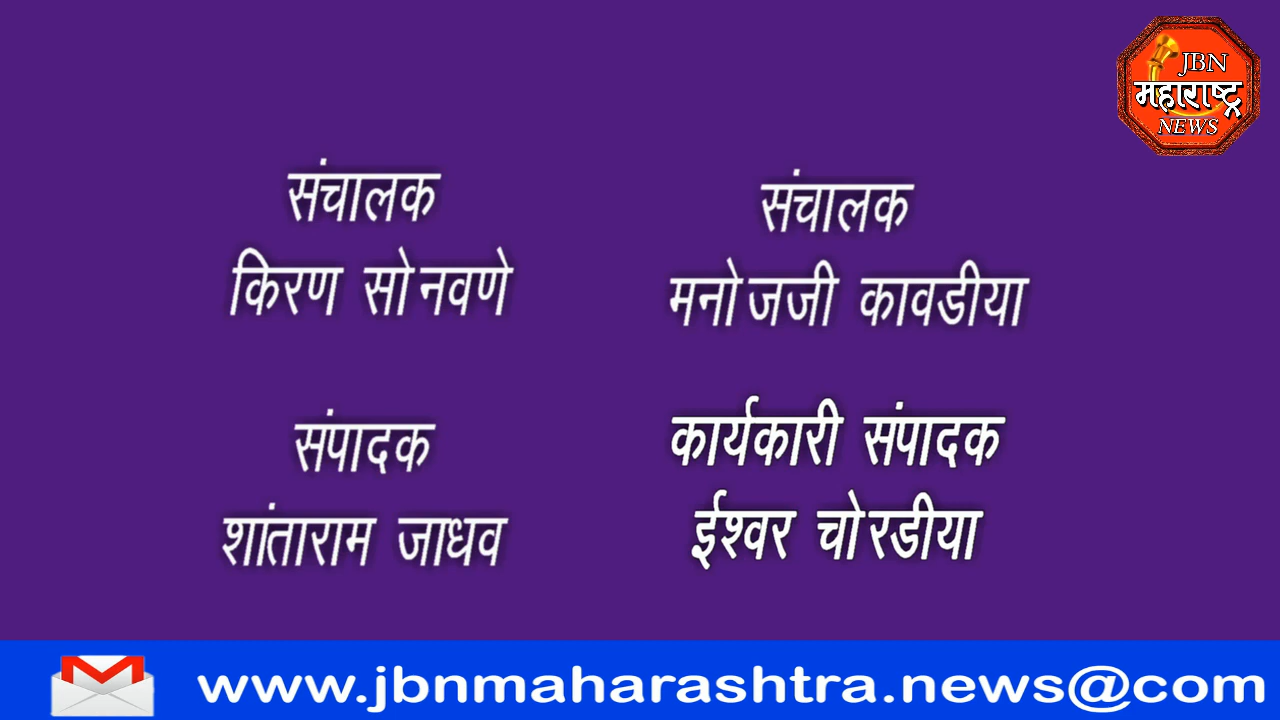 JBN
महाराष्ट्र
NEWS
संचालक
किरण सोनवणे
संचालक
मनोजजी कावडीया
संपादक
शांताराम जाधव
कार्यकारी संपादक
ईश्वर चोरडीया
www.jbnmaharashtra.news@com